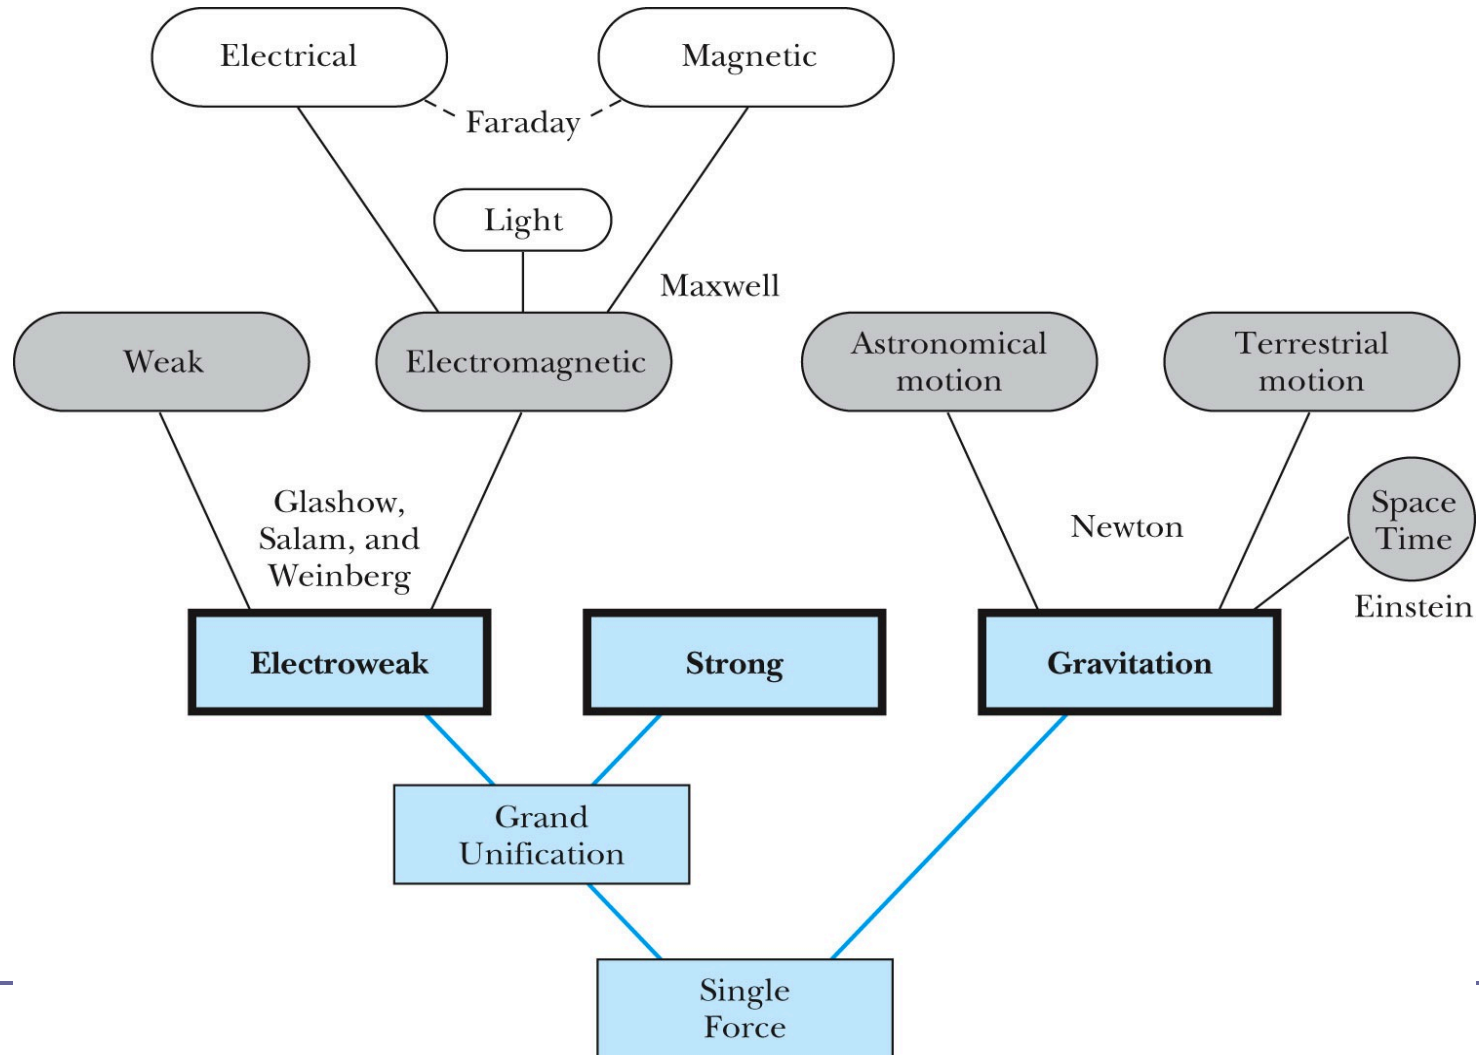 Electrical
Magnetic
Faraday
Light
Maxwell
Weak
Electromagnetic
Astronomical
motion
Terrestrial
motion
Glashow,
Salam, and
Weinberg
Newton
Space
Time
Einstein
Electroweak
Strong
Gravitation
Grand
Unification
Single
Force